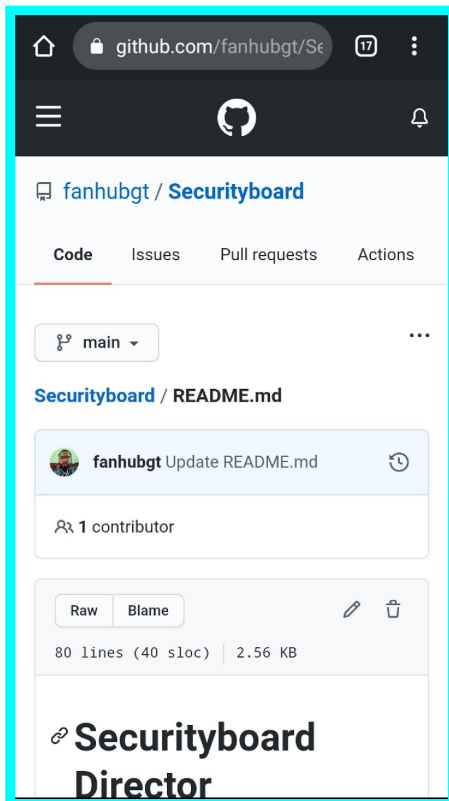 github.com/fanhubgt/Se
17
fanhubgt / Securityboard
Code Issues Pull requests Actions
main
Securityboard / README.md
fanhubgt Update README.md
1 contributor
Raw Blame
80 lines (40 sloc) 2.56 KB
Securityboard
Director